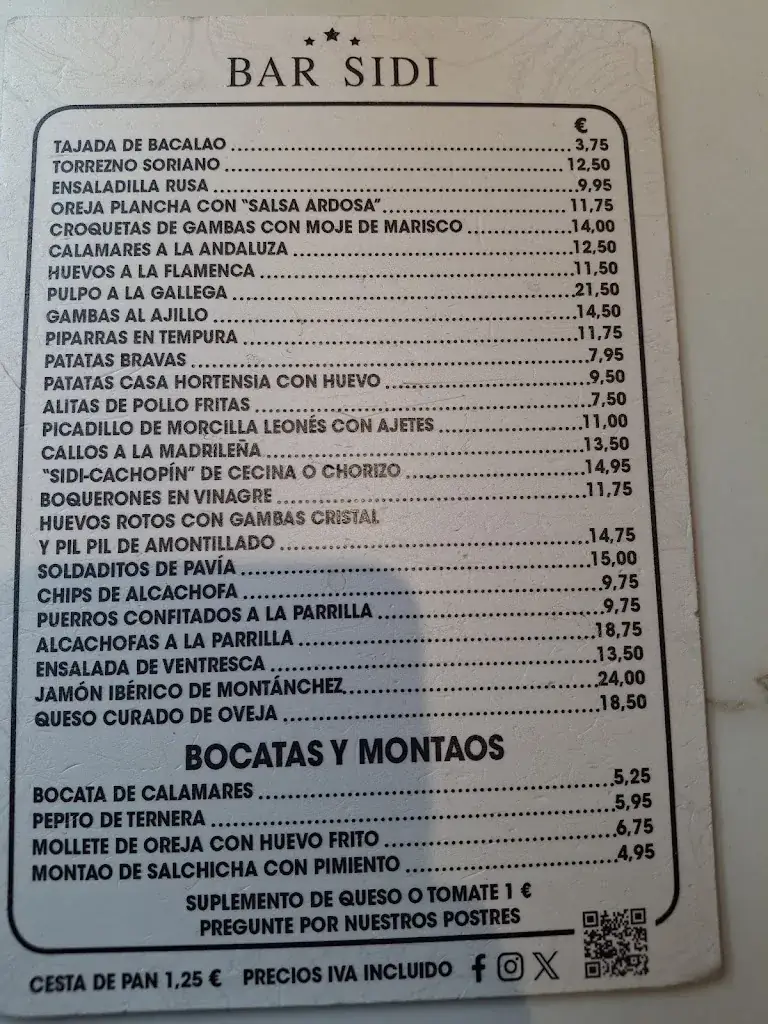 BAR SIDI
€
TAJADA DE BACALAO ... 3,75
TORREZNO SORIANO ... 12,50
ENSALADILLA RUSA ... 9,95
OREJA PLANCHA CON "SALSA ARDOSA" ... 11,75
CROQUETAS DE GAMBAS CON MOJE DE MARISCO ... 14,00
CALAMARES A LA ANDALUZA ... 12,50
HUEVOS A LA FLAMENCA ... 11,50
PULPO A LA GALLEGA ... 21,50
GAMBAS AL AJILLO ... 14,50
PIPARRAS EN TEMPURA ... 11,75
PATATAS BRAVAS ... 7,95
PATATAS CASA HORTENSIA CON HUEVO ... 9,50
ALITAS DE POLLO FRITAS ... 7,50
PICADILLO DE MORCILLA LEONÉS CON AJETES ... 11,00
CALLOS A LA MADRILEÑA ... 13,50
"SIDI-CACHOPÍN" DE CECINA O CHORIZO ... 14,95
BOQUERONES EN VINAGRE ... 11,75
HUEVOS ROTOS CON GAMBAS CRISTAL
Y PIL PIL DE AMONTILLADO ... 14,75
SOLDADITOS DE PAVÍA ... 15,00
CHIPS DE ALCACHOFA ... 9,75
PUERROS CONFITADOS A LA PARRILLA ... 9,75
ALCACHOFAS A LA PARRILLA ... 18,75
ENSALADA DE VENTRESCA ... 13,50
JAMÓN IBÉRICO DE MONTÁNCHEZ ... 24,00
QUESO CURADO DE OVEJA ... 18,50
BOCATAS Y MONTAOS
BOCATA DE CALAMARES ... 5,25
PEPITO DE TERNERA ... 5,95
MOLLETE DE OREJA CON HUEVO FRITO ... 6,75
MONTAO DE SALCHICHA CON PIMIENTO ... 4,95
SUPLEMENTO DE QUESO O TOMATE 1 €
PREGUNTE POR NUESTROS POSTRES
CESTA DE PAN 1,25 € PRECIOS IVA INCLUIDO